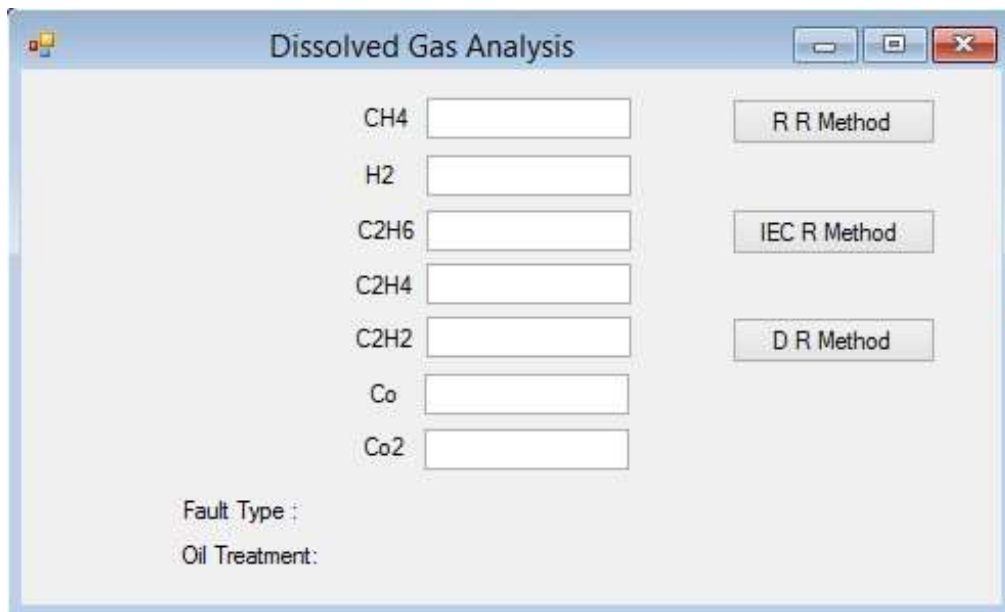 Dissolved Gas Analysis
CH4
R R Method
H2
C2H6
IEC R Method
C2H4
C2H2
D R Method
Co
Co2
Fault Type :
Oil Treatment: